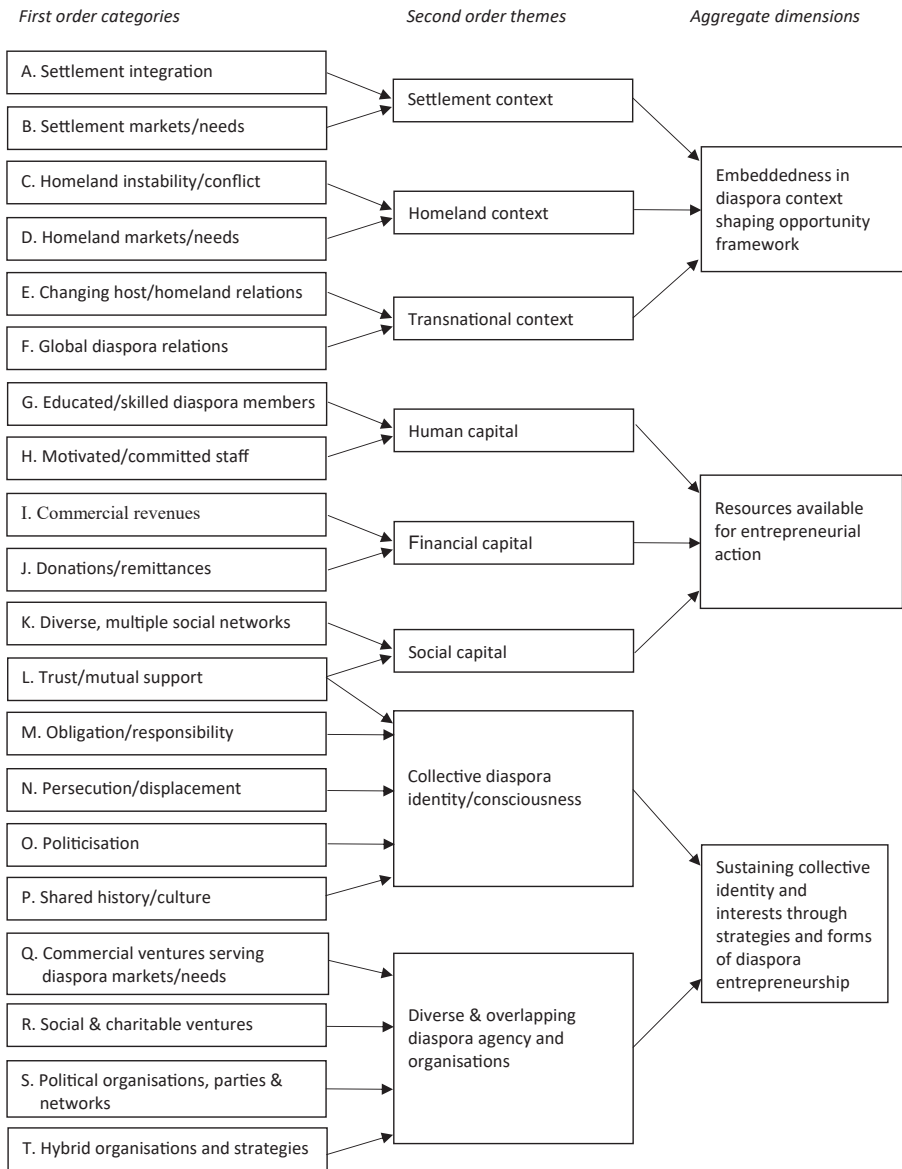 First order categories
Second order themes
Aggregate dimensions
A. Settlement integration
B. Settlement markets/needs
C. Homeland instability/conflict
D. Homeland markets/needs
E. Changing host/homeland relations
F. Global diaspora relations
G. Educated/skilled diaspora members
H. Motivated/committed staff
I. Commercial revenues
J. Donations/remittances
K. Diverse, multiple social networks
L. Trust/mutual support
M. Obligation/responsibility
N. Persecution/displacement
O. Politicisation
P. Shared history/culture
Q. Commercial ventures serving
diaspora markets/needs
R. Social & charitable ventures
S. Political organisations, parties &
networks
T. Hybrid organisations and strategies
Settlement context
Homeland context
Transnational context
Human capital
Financial capital
Social capital
Collective diaspora
identity/consciousness
Diverse & overlapping
diaspora agency and
organisations
Embeddedness in
diaspora context
shaping opportunity
framework
Resources available
for entrepreneurial
action
Sustaining collective
identity and
interests through
strategies and forms
of diaspora
entrepreneurship